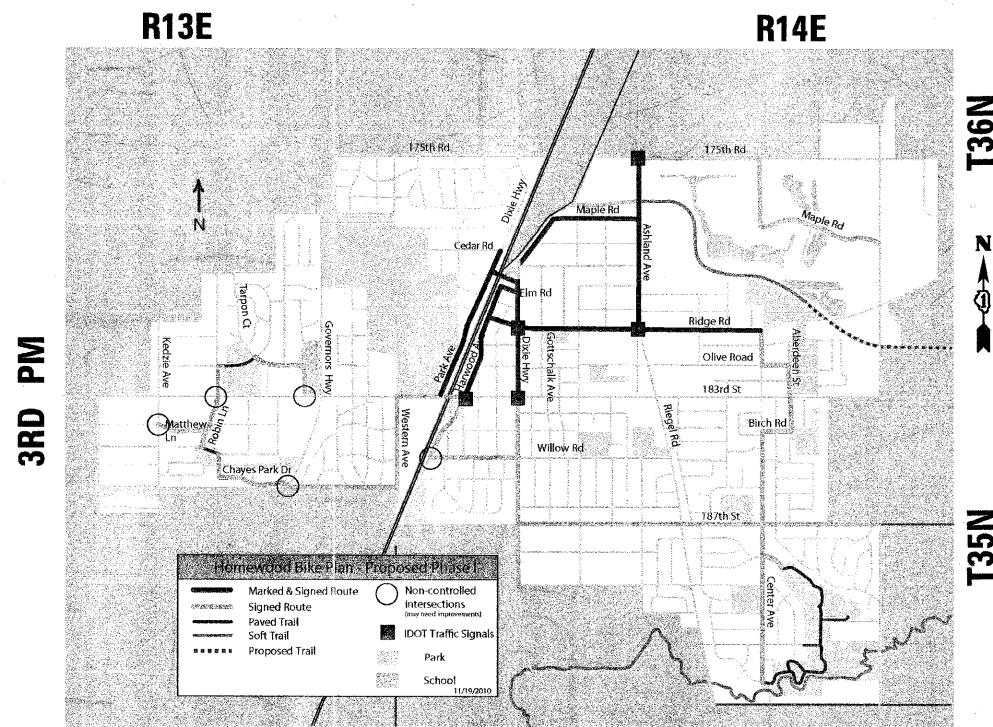 R13E
R14E
T36N
175th Rd
175th Rd
Dixie Hwy
Maple Rd
Maple Rd
N
Cedar Rd
Ashland Ave
N
Elm Rd
Tarpon Ct
Governors Hwy
Ridge Rd
Kedzie Ave
Park Ave
Harwood A
Dixie Hwy
Gottschalk Ave
Olive Road
Aberdeen St
183rd St
3RD PM
Matthew
Ln
Robin Ln
Western Ave
Riegel Rd
Birch Rd
Willow Rd
Chayes Park Dr
187th St
T35N
Center Ave
Homewood Bike Plan - Proposed Phase I
Marked & Signed Route
Signed Route
Paved Trail
Soft Trail
Proposed Trail
Non-controlled
Intersections
(may need improvements)
IDOT Traffic Signals
Park
School
11/19/2010